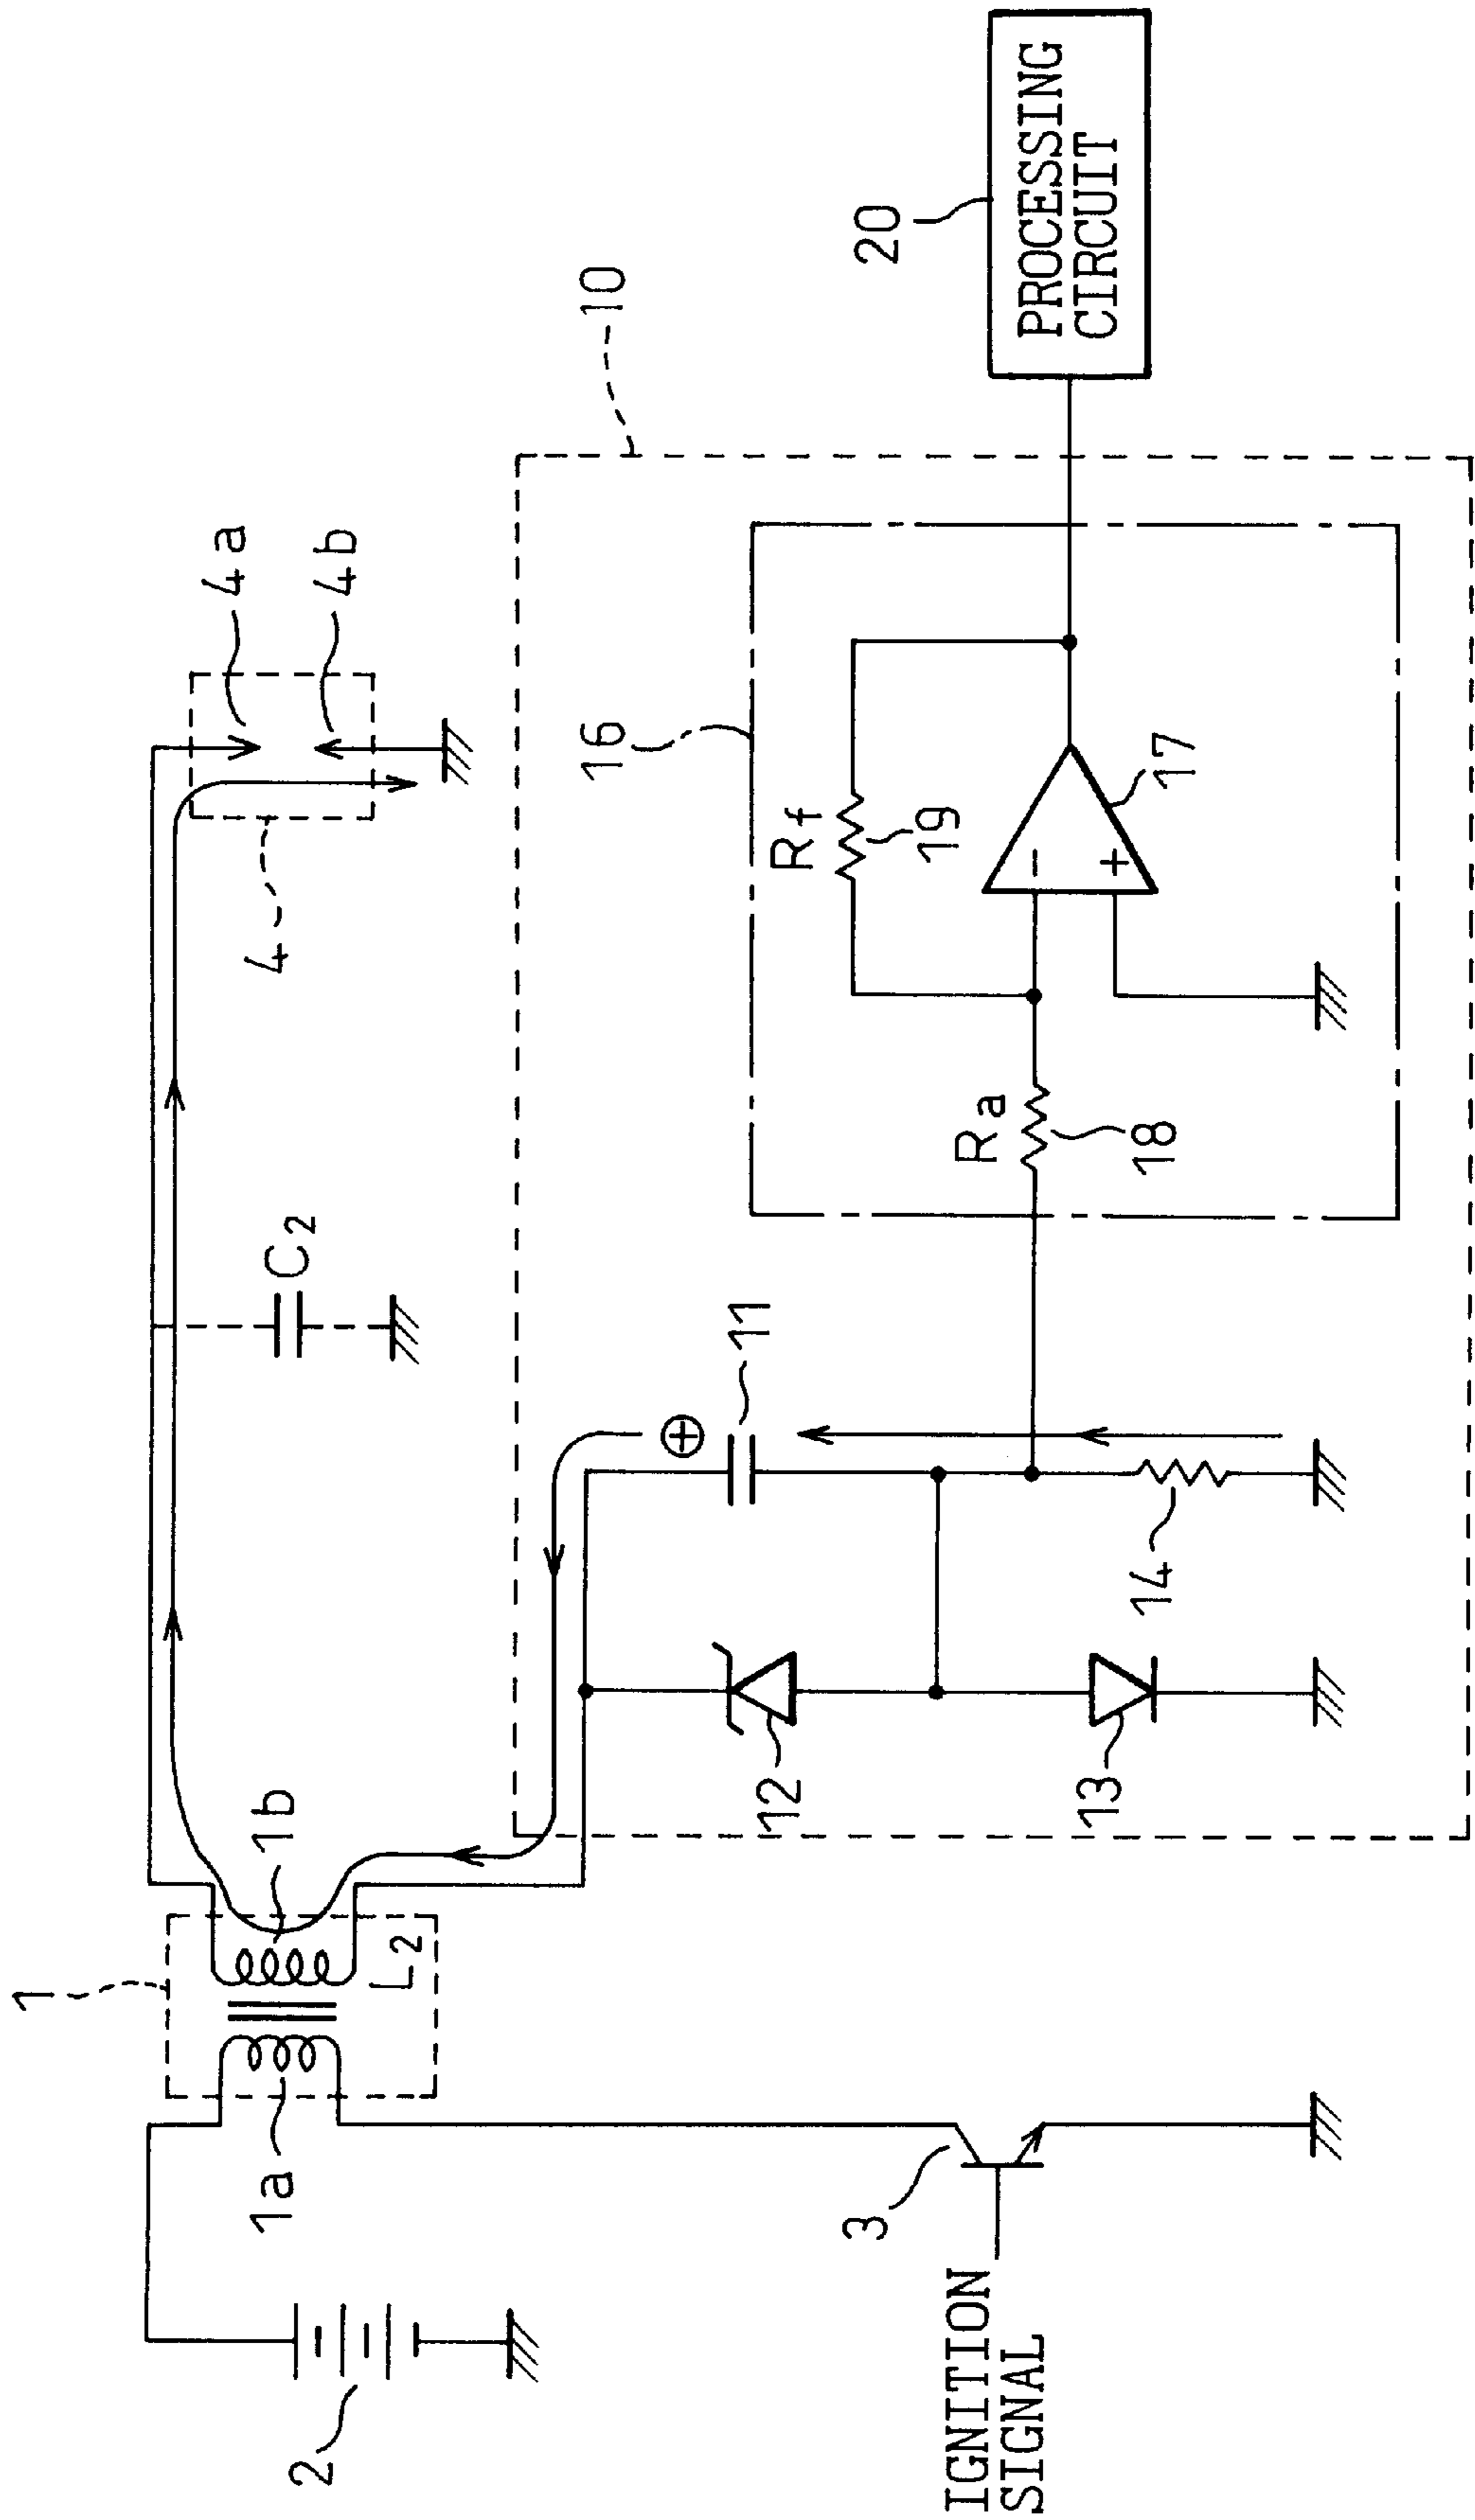 1
1a
1b
L2
2
3
IGNITION
SIGNAL
C2
4
4a
4b
10
11
12
13
14
16
Ra
18
Rf
19
17
20
PROCESSING
CIRCUIT
−
+
+